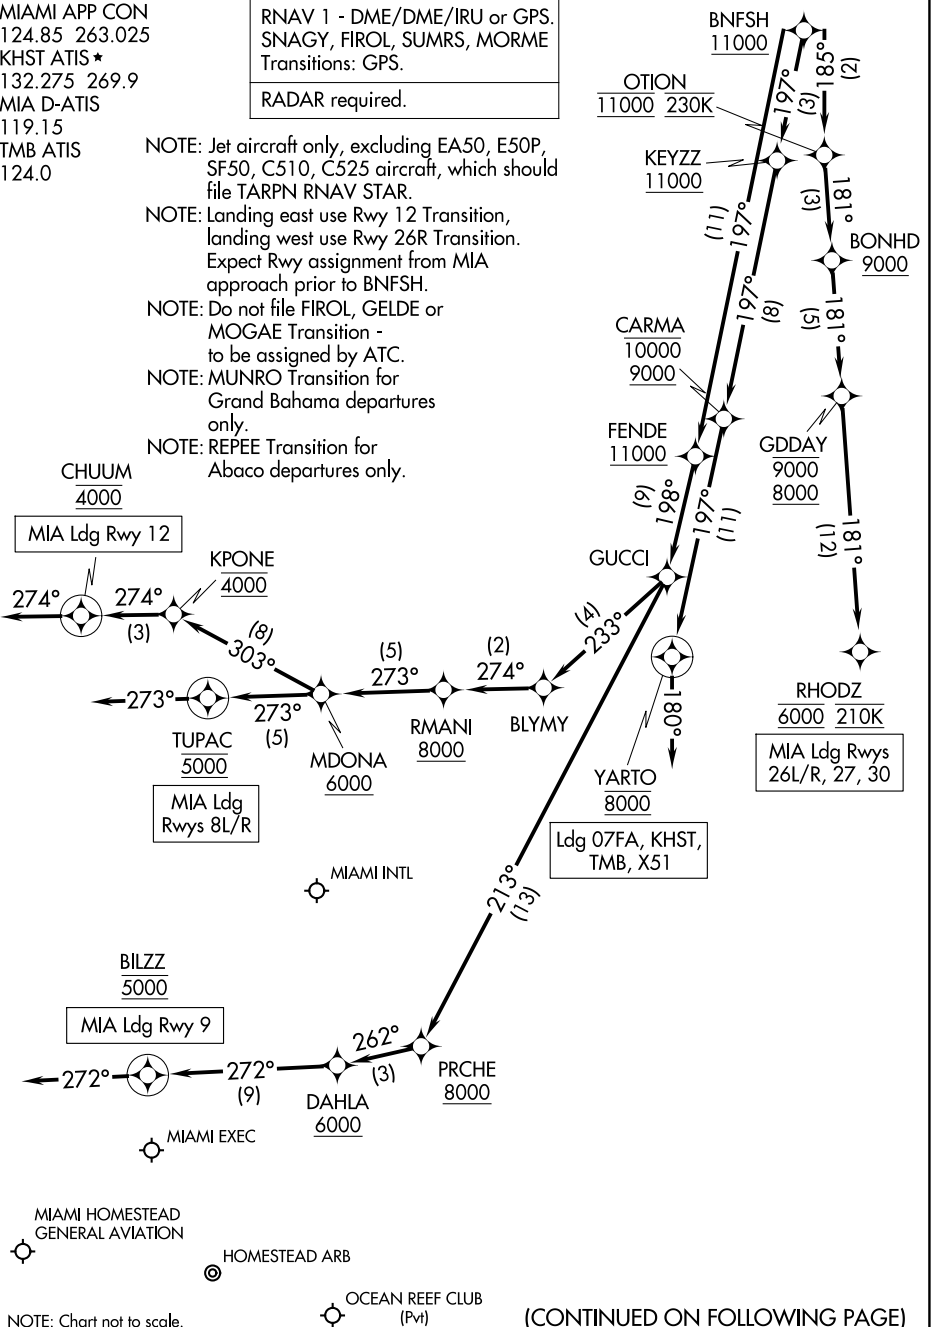 MIAMI APP CON
124.85 263.025
KHST ATIS ★
132.275 269.9
MIA D-ATIS
119.15
TMB ATIS
124.0
RNAV 1 - DME/DME/IRU or GPS.
SNAGY, FIROL, SUMRS, MORME
Transitions: GPS.
RADAR required.
NOTE: Jet aircraft only, excluding EA50, E50P,
SF50, C510, C525 aircraft, which should
file TARPN RNAV STAR.
NOTE: Landing east use Rwy 12 Transition,
landing west use Rwy 26R Transition.
Expect Rwy assignment from MIA
approach prior to BNFSH.
NOTE: Do not file FIROL, GELDE or
MOGAE Transition -
to be assigned by ATC.
NOTE: MUNRO Transition for
Grand Bahama departures
only.
NOTE: REPEE Transition for
Abaco departures only.
BNFSH
11000
185°
(2)
197°
(3)
OTION
11000 230K
KEYZZ
11000
181°
(3)
BONHD
9000
197°
(11)
197°
(8)
181°
(5)
CARMA
10000
9000
FENDE
11000
GDDAY
9000
8000
198°
(9)
197°
(11)
181°
(12)
GUCCI
CHUUM
4000
MIA Ldg Rwy 12
KPONE
4000
274°
274°
(3)
303°
(8)
233°
(4)
273°
273°
(5)
273°
(5)
274°
(2)
TUPAC
5000
MIA Ldg
Rwys 8L/R
MDONA
6000
RMANI
8000
BLYMY
180°
YARTO
8000
Ldg 07FA, KHST,
TMB, X51
RHODZ
6000 210K
MIA Ldg Rwys
26L/R, 27, 30
MIAMI INTL
213°
(13)
BILZZ
5000
MIA Ldg Rwy 9
272°
272°
(9)
262°
(3)
DAHLA
6000
PRCHE
8000
MIAMI EXEC
MIAMI HOMESTEAD
GENERAL AVIATION
HOMESTEAD ARB
OCEAN REEF CLUB
(Pvt)
NOTE: Chart not to scale.
(CONTINUED ON FOLLOWING PAGE)